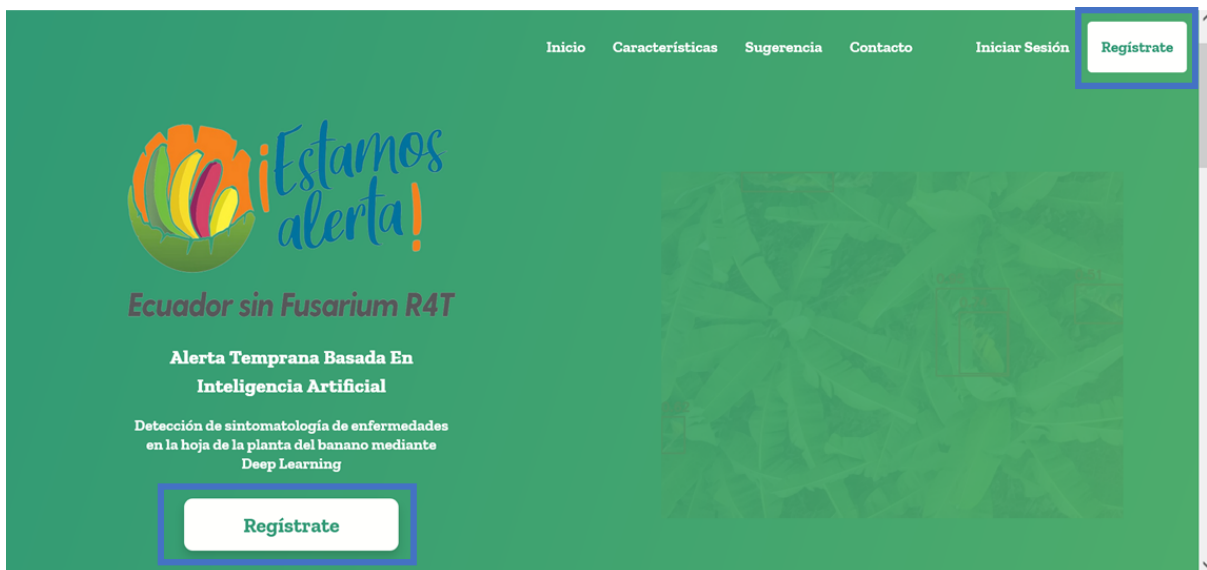 Inicio Características Sugerencia Contacto Iniciar Sesión Regístrate
¡Estamos
alerta!
Ecuador sin Fusarium R4T
Alerta Temprana Basada En
Inteligencia Artificial
Detección de sintomatología de enfermedades
en la hoja de la planta del banano mediante
Deep Learning
Regístrate